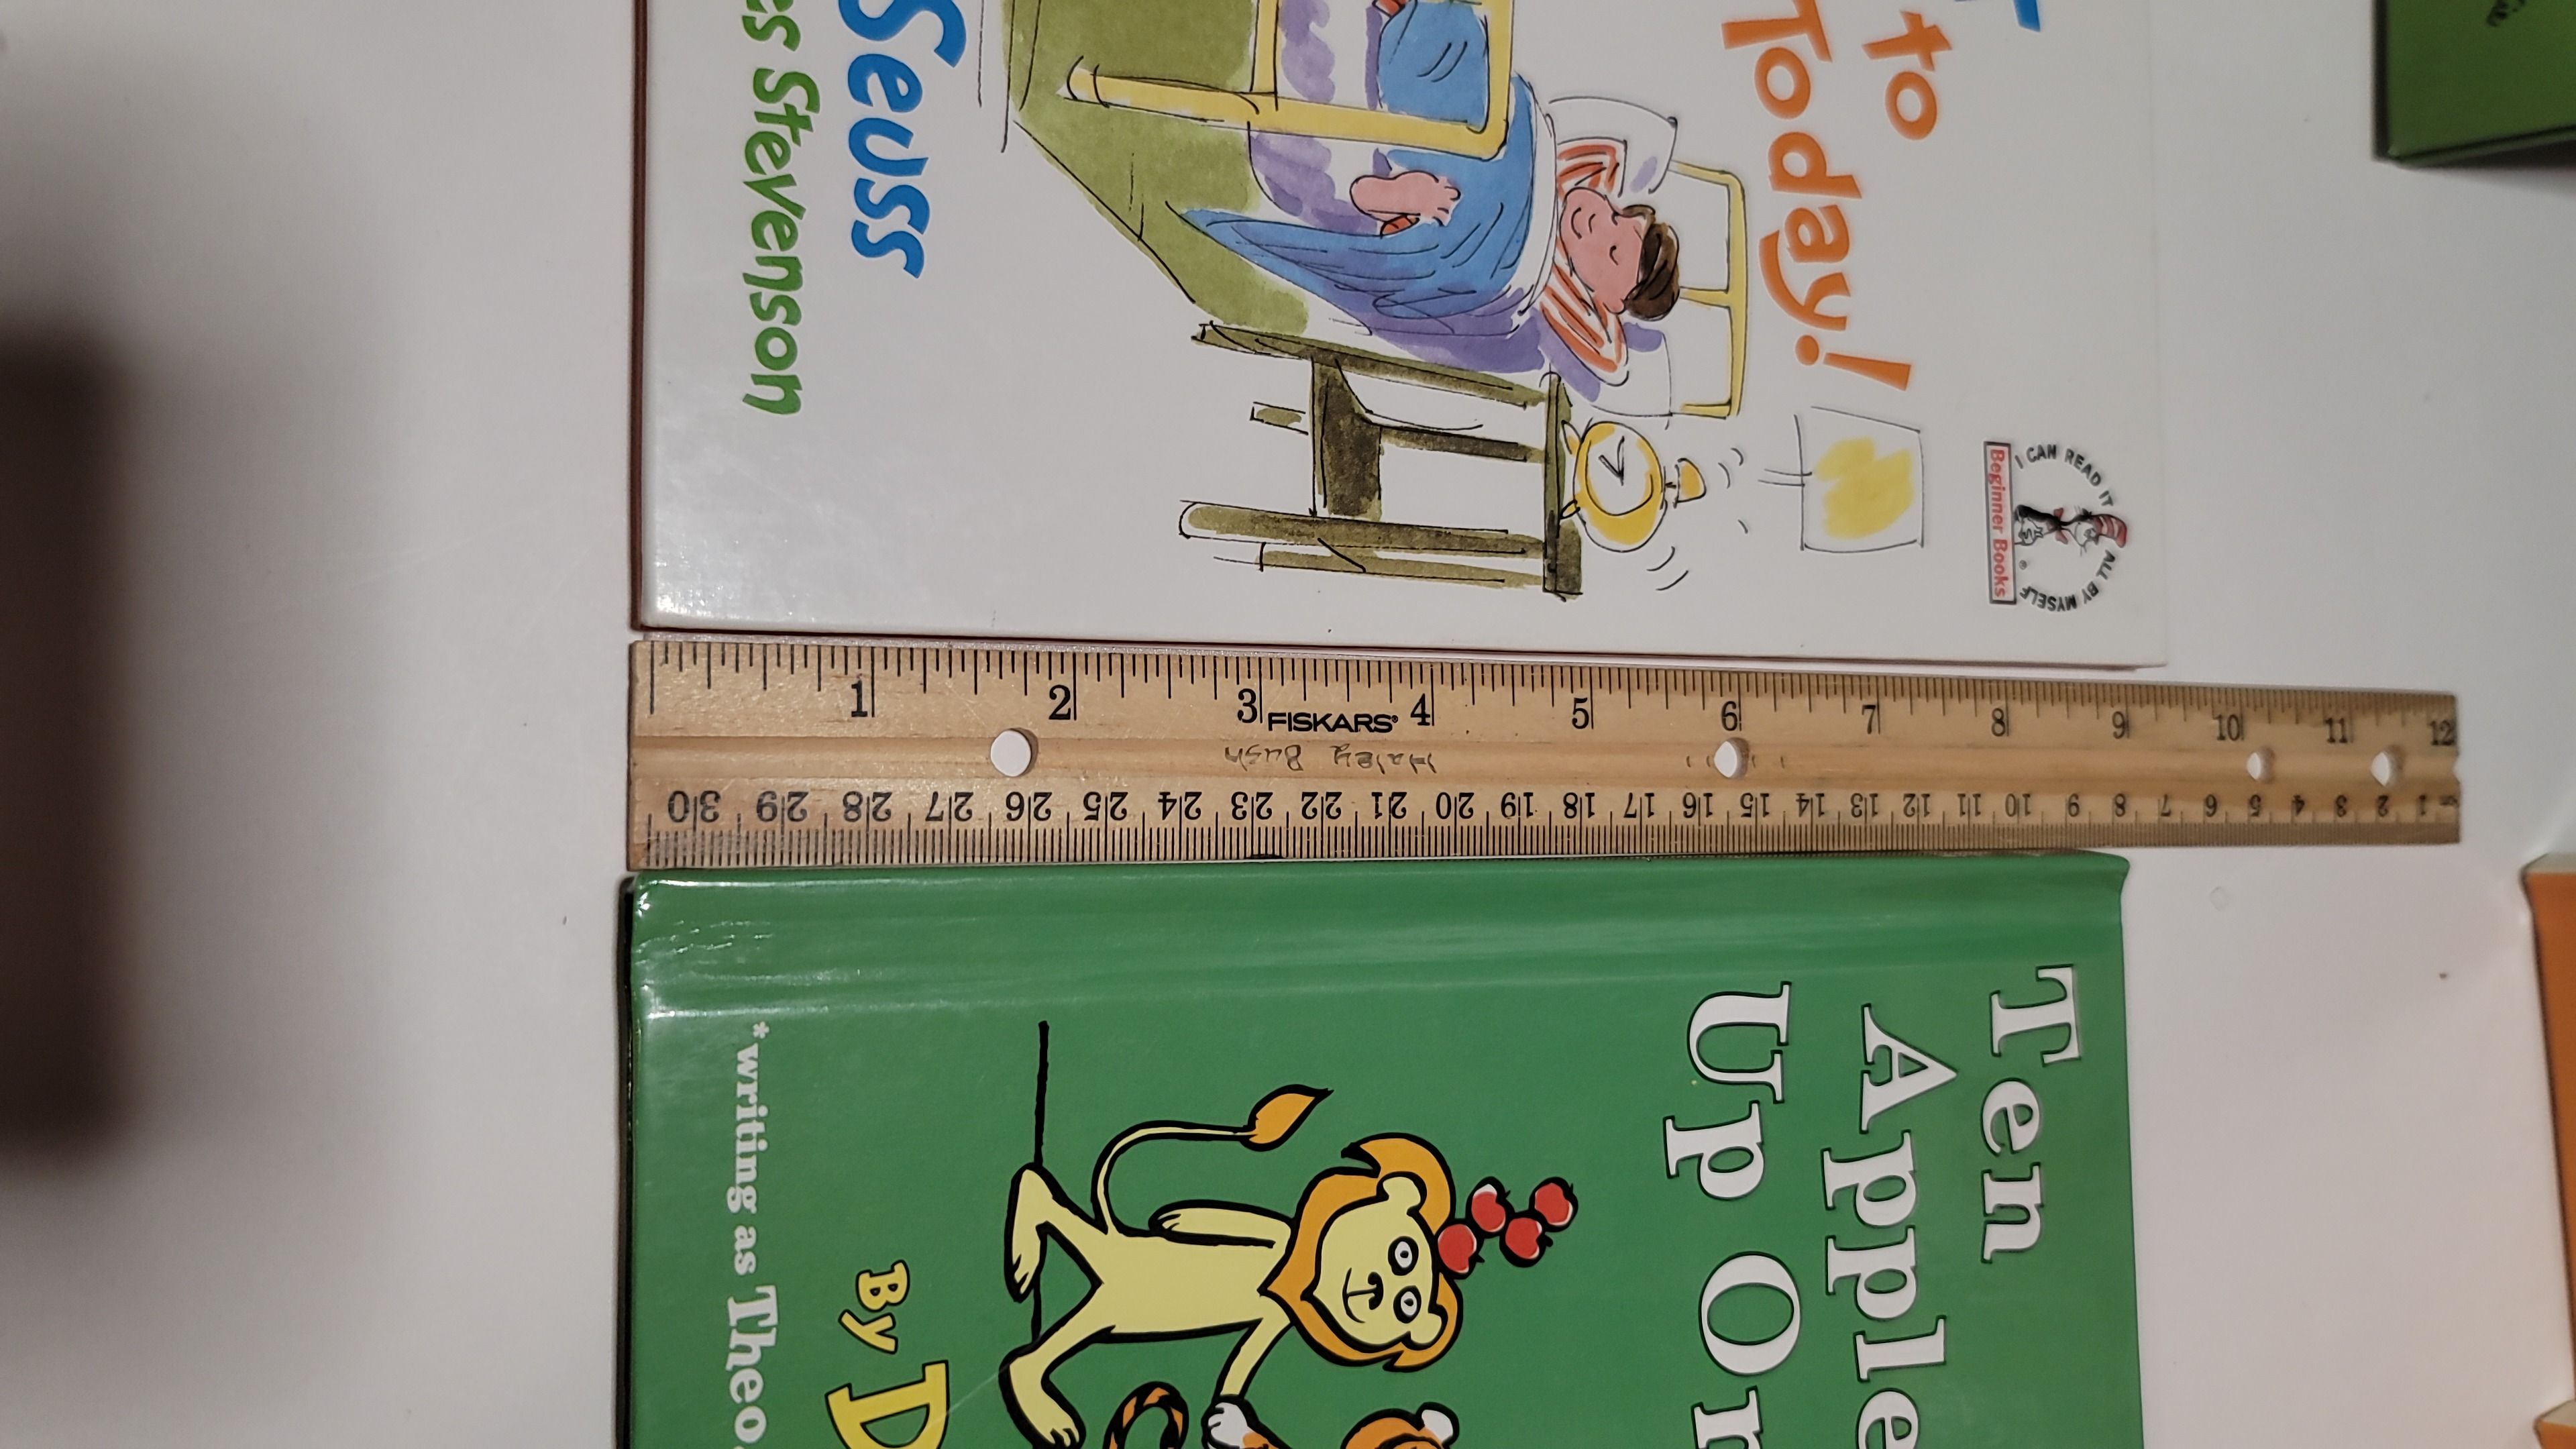 to
Today!
I CAN READ IT ALL BY MYSELF
Beginner Books®
Seuss
es Stevenson
1 2 3 4 5 6 7 8 9 10 11 12
FISKARS®
Haley Bush
1 2 3 4 5 6 7 8 9 10 11 12 13 14 15 16 17 18 19 20 21 22 23 24 25 26 27 28 29 30
Ten
Apple
Up On
By D
*writing as Theo